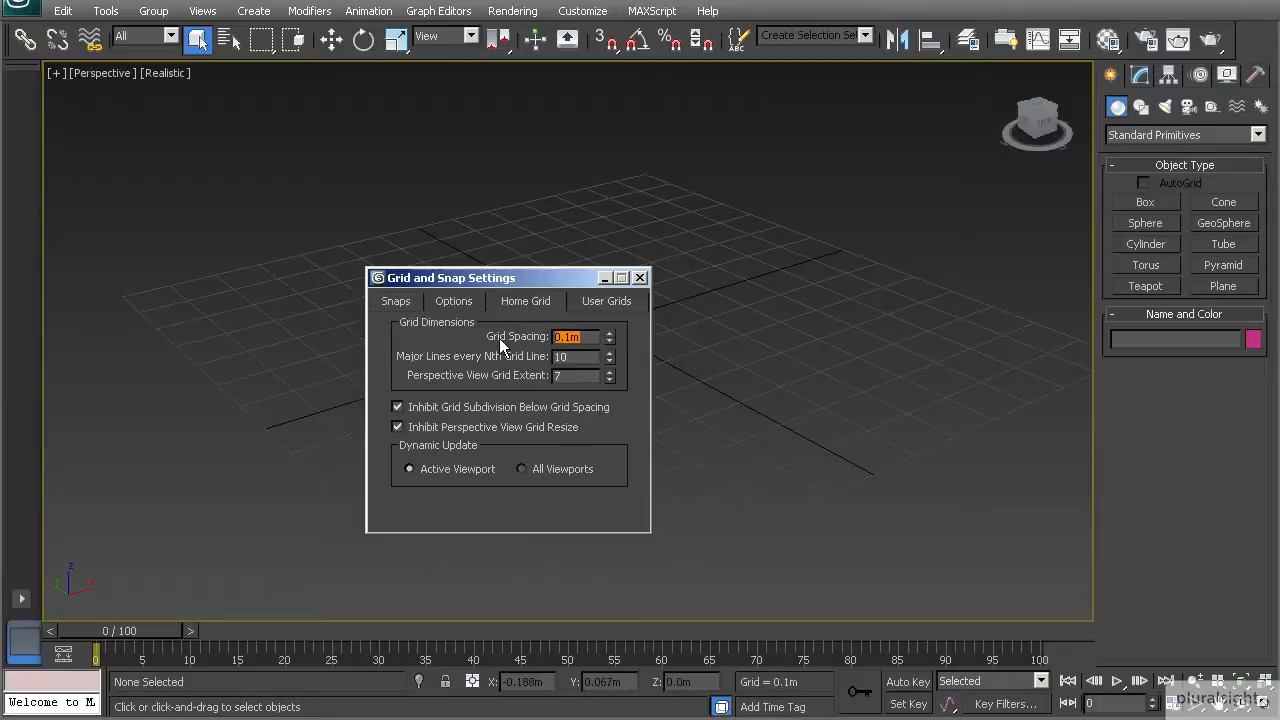 Edit Tools Group Views Create Modifiers Animation Graph Editors Rendering Customize MAXScript Help
All View 3 Create Selection Set
[+] [Perspective] [Realistic]
Standard Primitives
Object Type
AutoGrid
Box Cone
Sphere GeoSphere
Cylinder Tube
Torus Pyramid
Teapot Plane
Name and Color
Grid and Snap Settings
Snaps Options Home Grid User Grids
Grid Dimensions
Grid Spacing: 0.1m
Major Lines every Nth Grid Line: 10
Perspective View Grid Extent: 7
Inhibit Grid Subdivision Below Grid Spacing
Inhibit Perspective View Grid Resize
Dynamic Update
Active Viewport All Viewports
z
y x
< 0 / 100 >
0 5 10 15 20 25 30 35 40 45 50 55 60 65 70 75 80 85 90 95 100
None Selected X: -0.188m Y: 0.067m Z: 0.0m Grid = 0.1m Auto Key Selected
Welcome to M Click or click-and-drag to select objects Add Time Tag Set Key Key Filters... 0
pluralsight